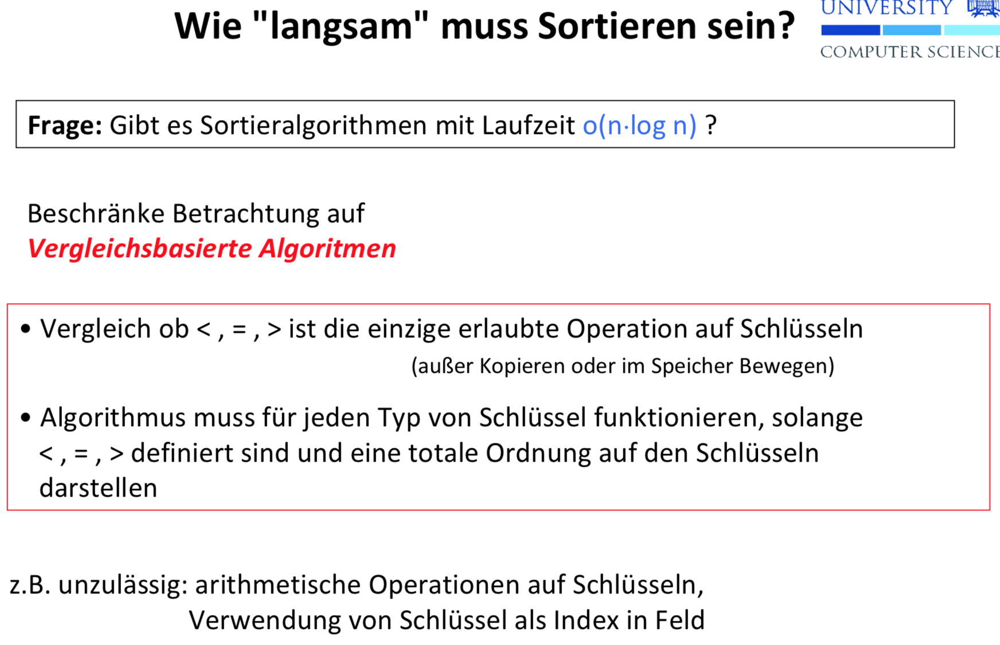 Wie "langsam" muss Sortieren sein?
UNIVERSITY
COMPUTER SCIENCE
Frage: Gibt es Sortieralgorithmen mit Laufzeit o(n·log n) ?
Beschränke Betrachtung auf
Vergleichsbasierte Algoritmen
• Vergleich ob < , = , > ist die einzige erlaubte Operation auf Schlüsseln
(außer Kopieren oder im Speicher Bewegen)
• Algorithmus muss für jeden Typ von Schlüssel funktionieren, solange
< , = , > definiert sind und eine totale Ordnung auf den Schlüsseln
darstellen
z.B. unzulässig: arithmetische Operationen auf Schlüsseln,
Verwendung von Schlüssel als Index in Feld